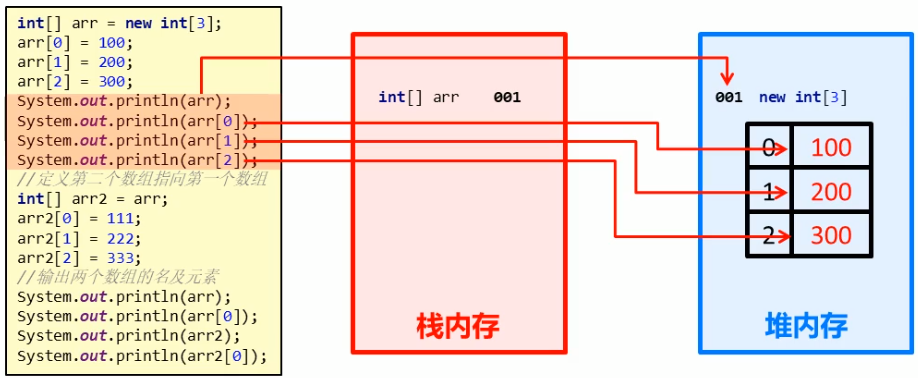 int[] arr = new int[3];
arr[0] = 100;
arr[1] = 200;
arr[2] = 300;
System.out.println(arr);
System.out.println(arr[0]);
System.out.println(arr[1]);
System.out.println(arr[2]);
//定义第二个数组指向第一个数组
int[] arr2 = arr;
arr2[0] = 111;
arr2[1] = 222;
arr2[2] = 333;
//输出两个数组的名及元素
System.out.println(arr);
System.out.println(arr[0]);
System.out.println(arr2);
System.out.println(arr2[0]);
int[] arr 001
栈内存
001 new int[3]
0 100
1 200
2 300
堆内存